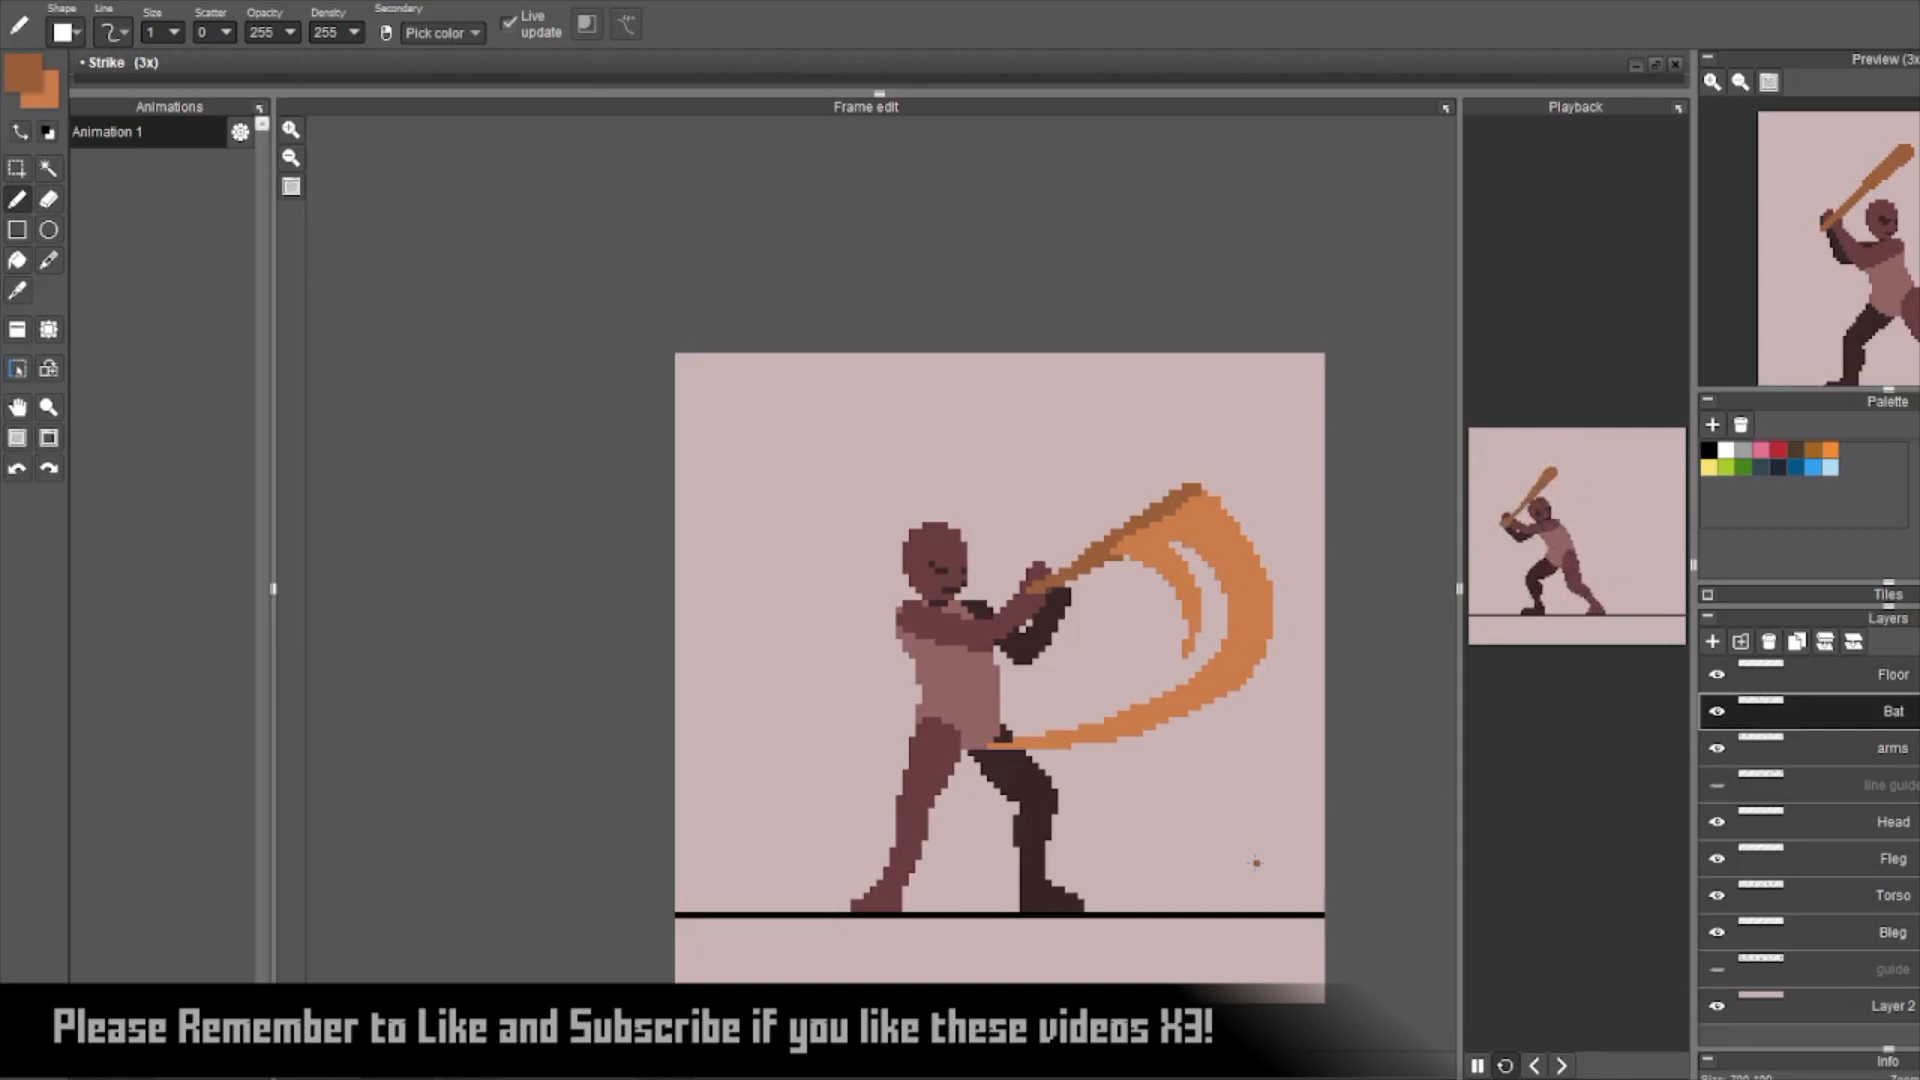 Shape Line Size Scatter Opacity Density Secondary
1 0 255 255 Pick color Live update
• Strike (3x)
Preview (3x
Animations Frame edit Playback
Animation 1
Palette
Tiles
Layers
Floor
Bat
arms
line guide
Head
Fleg
Torso
Bleg
guide
Layer 2
Info
Please Remember to Like and Subscribe if you like these videos X3!